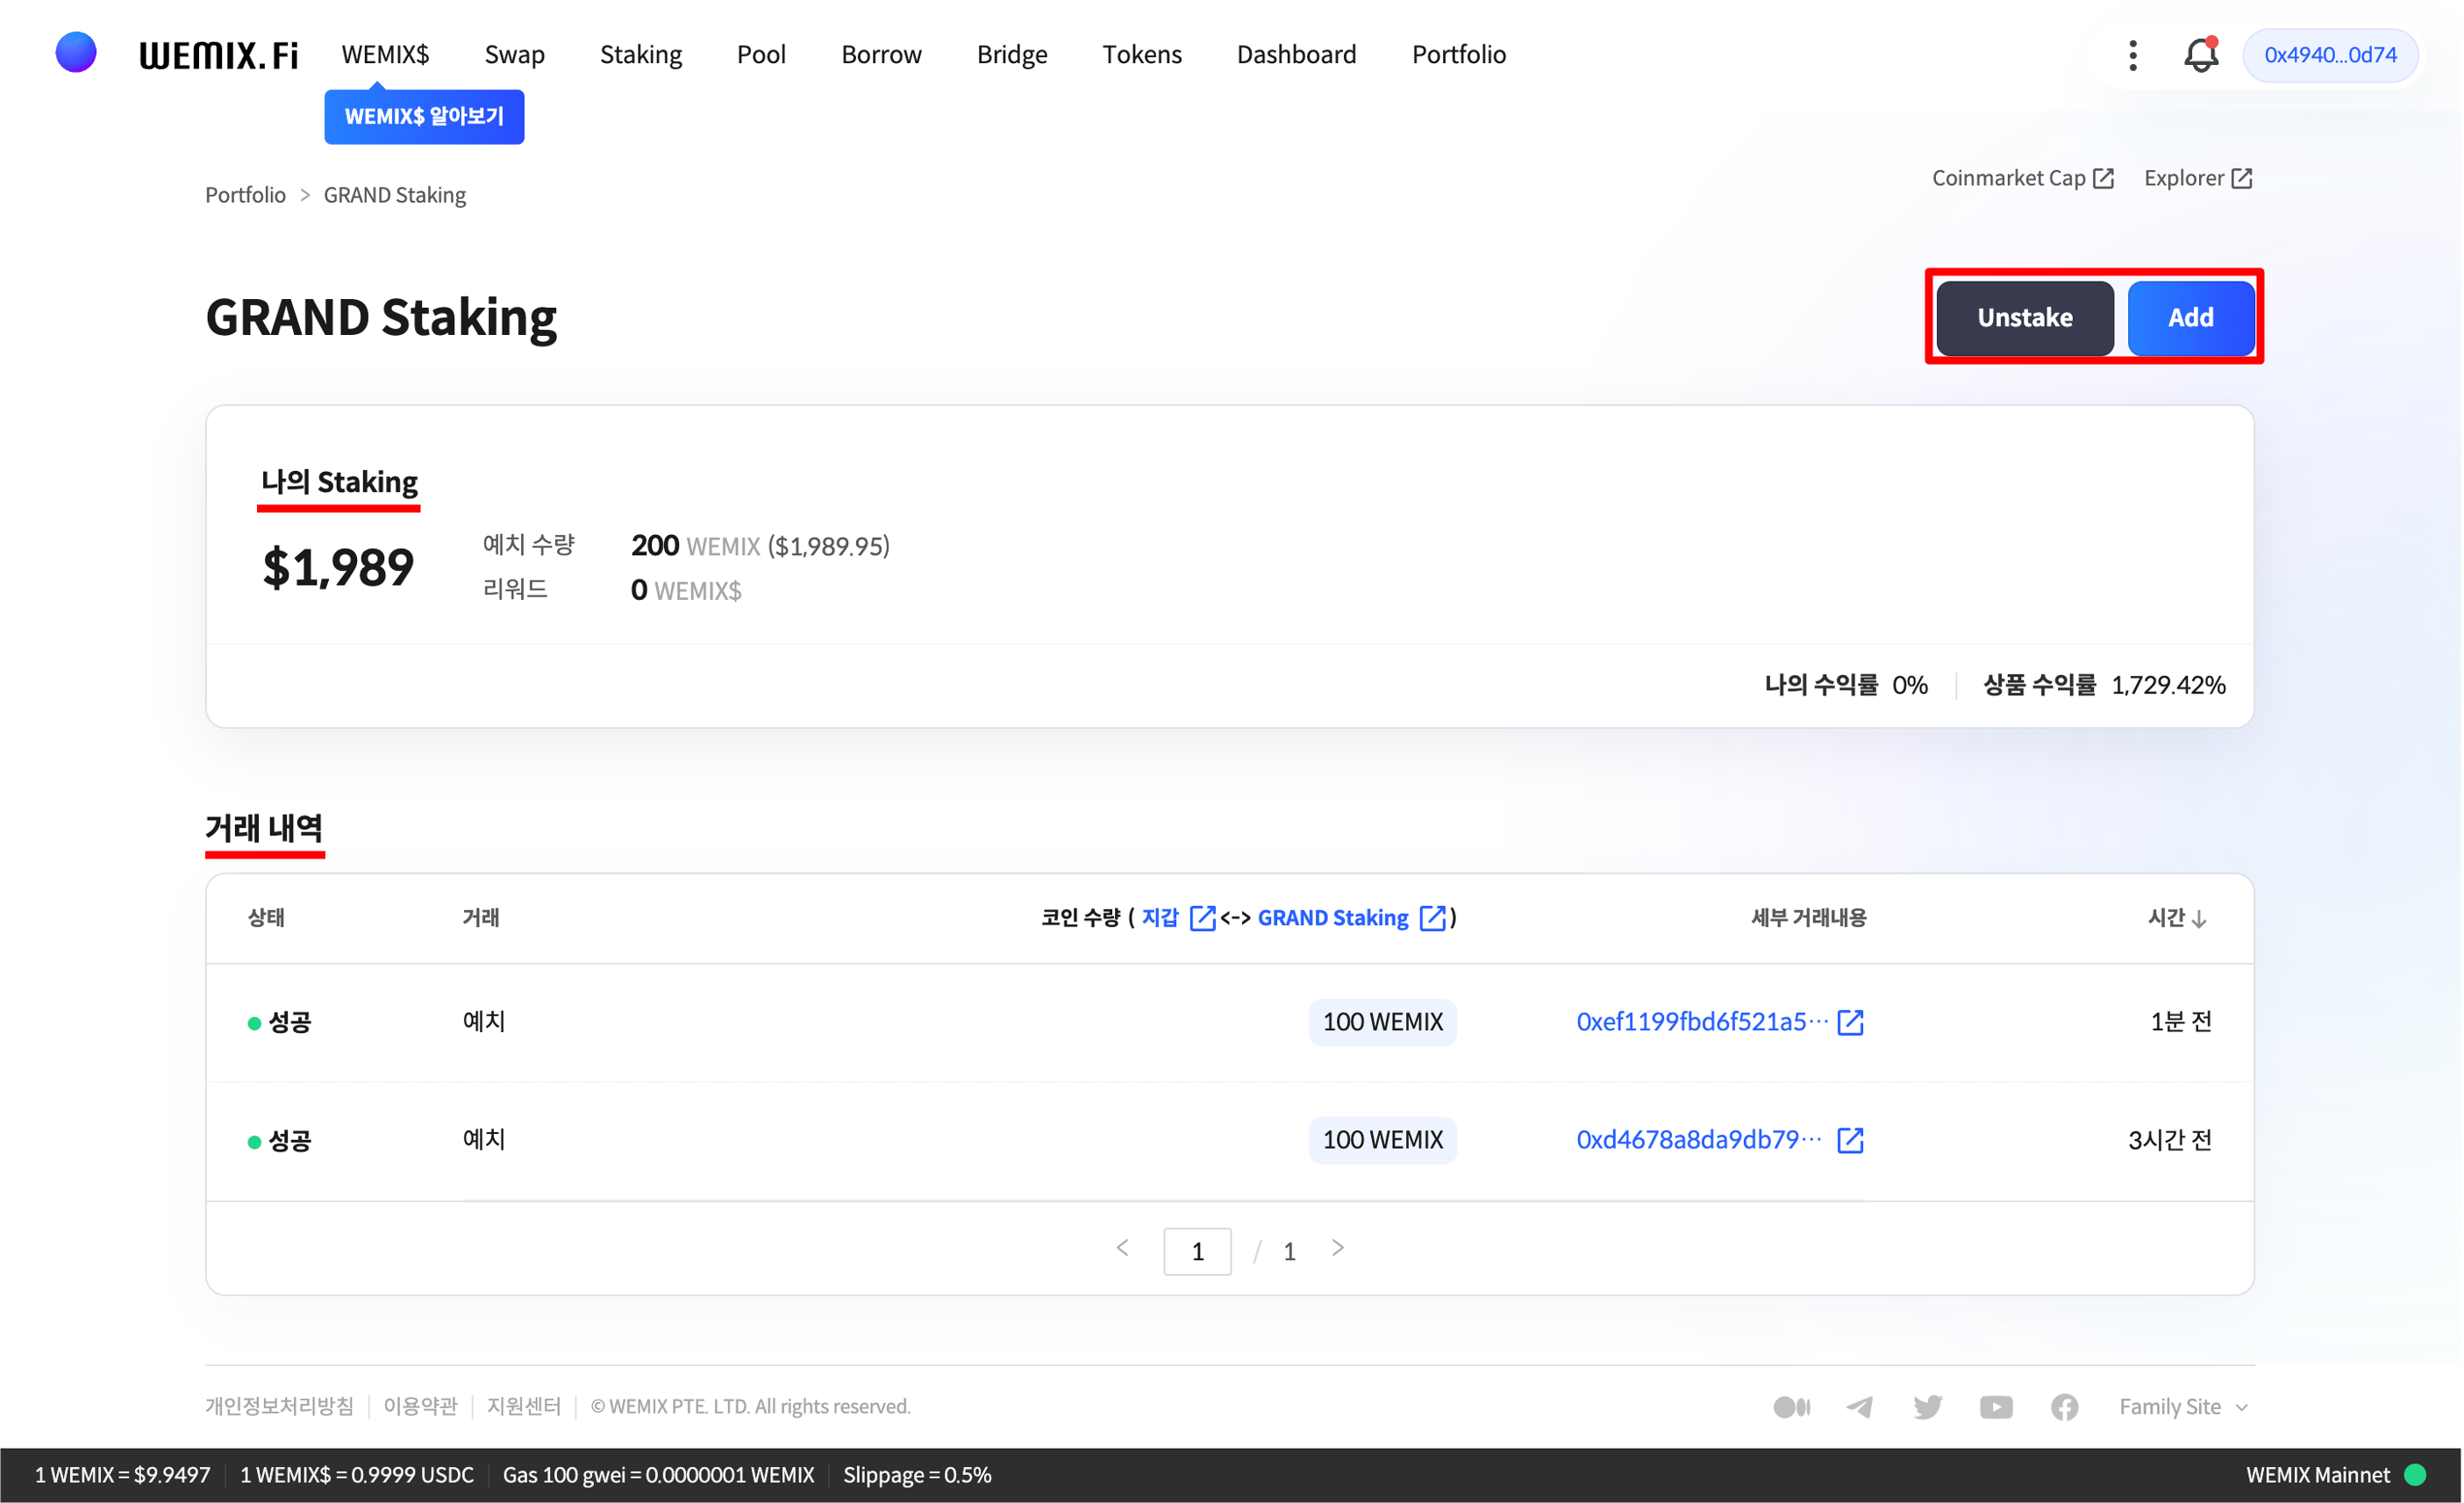 WEMIX.Fi WEMIX$ Swap Staking Pool Borrow Bridge Tokens Dashboard Portfolio 0x4940...0d74
WEMIX$ 알아보기
Portfolio > GRAND Staking
Coinmarket Cap Explorer
GRAND Staking
Unstake Add
나의 Staking
$1,989
예치 수량 200 WEMIX ($1,989.95)
리워드 0 WEMIX$
나의 수익률 0% 상품 수익률 1,729.42%
거래 내역
상태 거래 코인 수량 ( 지갑 <-> GRAND Staking ) 세부 거래내용 시간↓
성공 예치 100 WEMIX 0xef1199fbd6f521a5··· 1분 전
성공 예치 100 WEMIX 0xd4678a8da9db79··· 3시간 전
< 1 / 1 >
개인정보처리방침 이용약관 지원센터 © WEMIX PTE. LTD. All rights reserved. Family Site
1 WEMIX = $9.9497 1 WEMIX$ = 0.9999 USDC Gas 100 gwei = 0.0000001 WEMIX Slippage = 0.5% WEMIX Mainnet